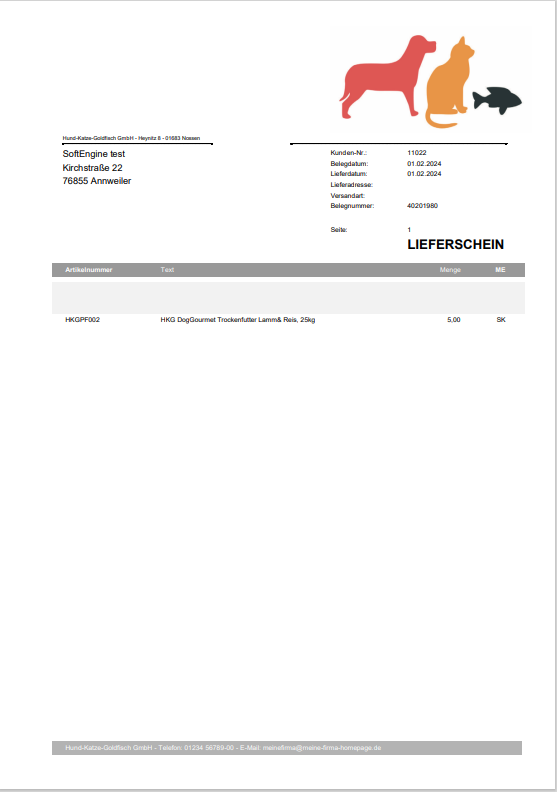 Hund-Katze-Goldfisch GmbH - Heynitz 8 - 01683 Nossen
SoftEngine test
Kirchstraße 22
76855 Annweiler
Kunden-Nr.: 11022
Belegdatum: 01.02.2024
Lieferdatum: 01.02.2024
Lieferadresse:
Versandart:
Belegnummer: 40201980
Seite: 1
LIEFERSCHEIN
Artikelnummer Text Menge ME
HKGPF002 HKG DogGourmet Trockenfutter Lamm& Reis, 25kg 5,00 SK
Hund-Katze-Goldfisch GmbH - Telefon: 01234 56789-00 - E-Mail: meinefirma@meine-firma-homepage.de